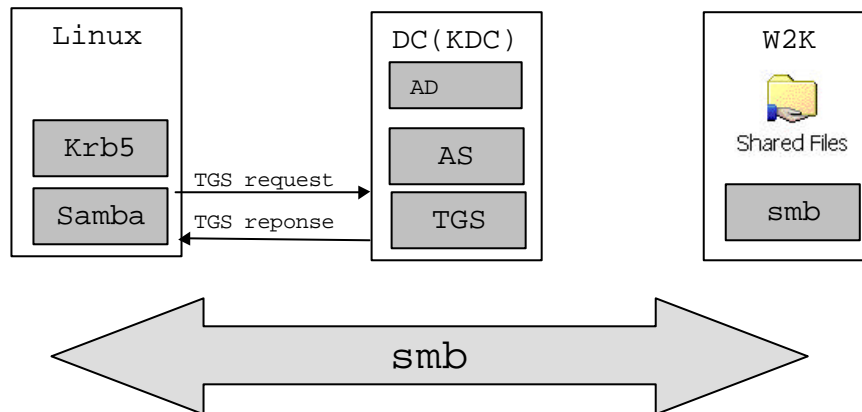 Linux
Krb5
Samba
TGS request
TGS reponse
DC(KDC)
AD
AS
TGS
W2K
Shared Files
smb
smb